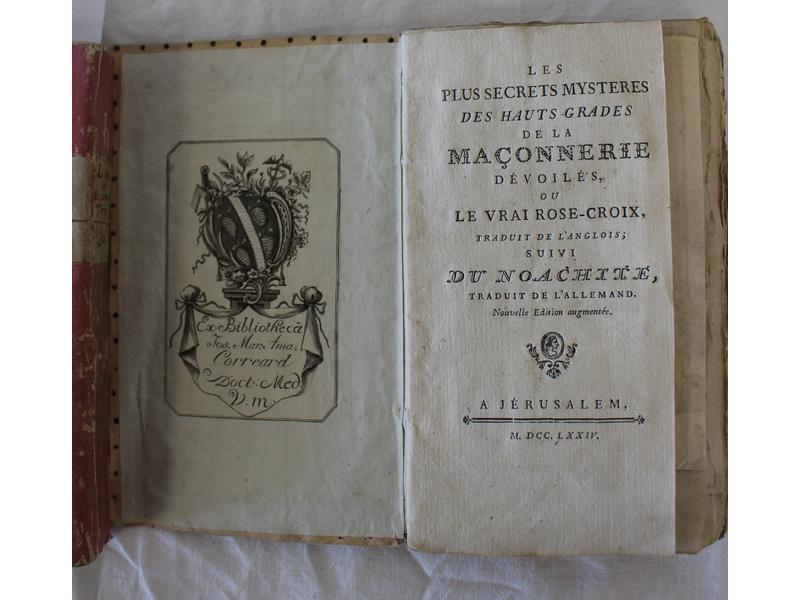 Ex-Bibliothecâ
Jos. Mar. Ama.
Correard
Doct. Med.
V. m.
LES
PLUS SECRETS MYSTERES
DES HAUTS GRADES
DE LA
MAÇONNERIE
DÉVOILÉS,
OU
LE VRAI ROSE-CROIX,
TRADUIT DE L'ANGLOIS;
SUIVI
DU NOACHITE,
TRADUIT DE L'ALLEMAND.
Nouvelle Edition augmentée.
A JÉRUSALEM,
M. DCC. LXXIV.